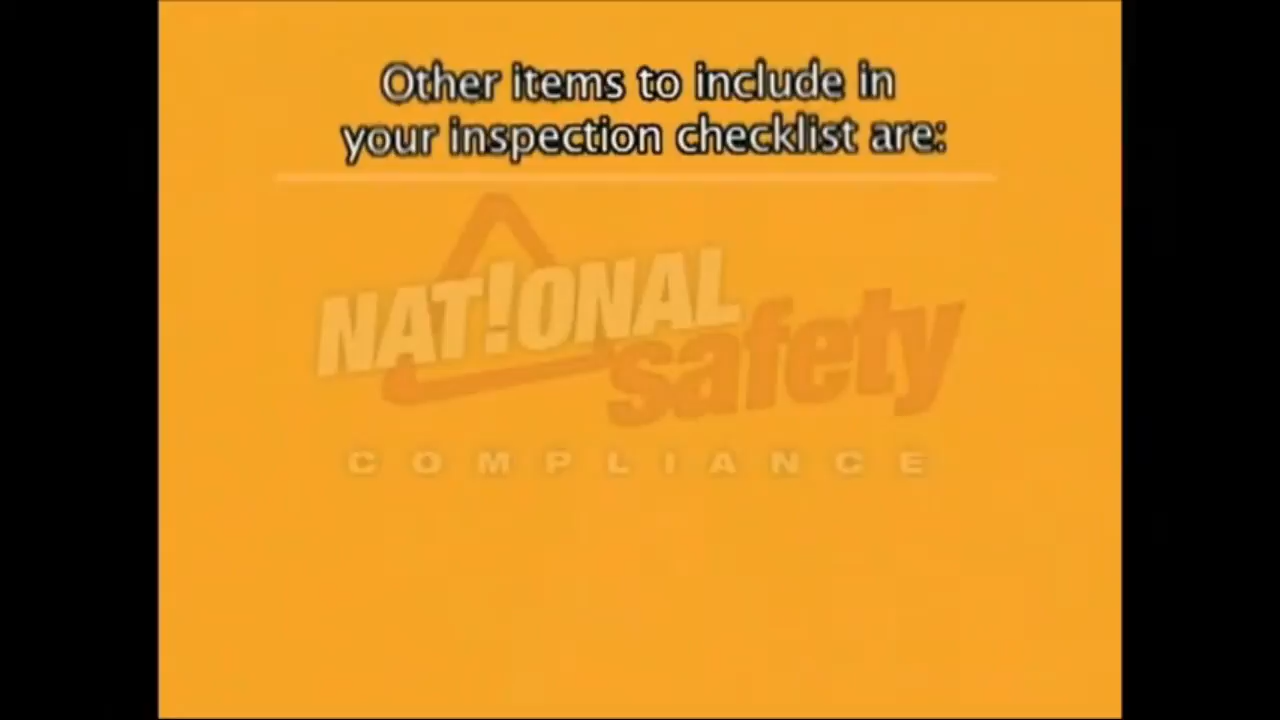 Other items to include in
your inspection checklist are:
NAT!ONAL
safety
COMPLIANCE